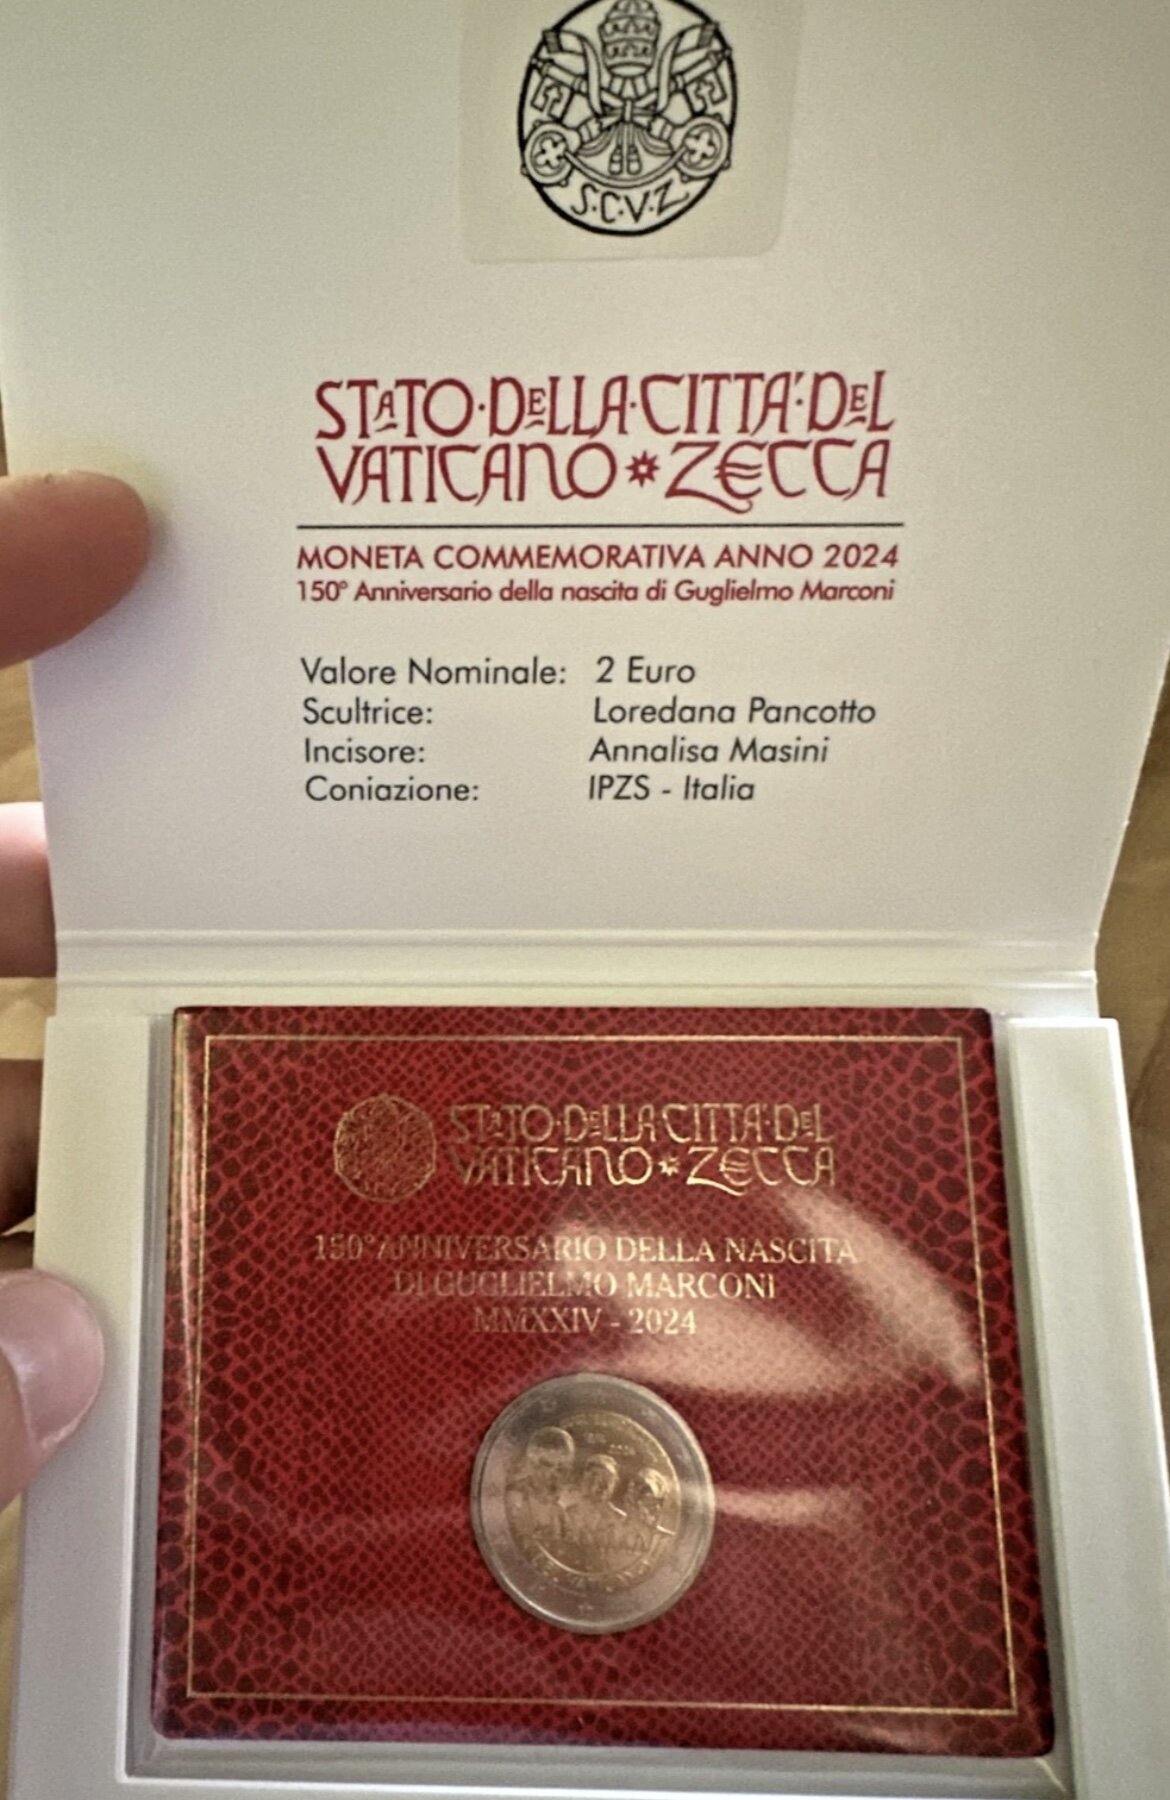 S.C.V.Z
STATO·DELLA·CITTÀ·DEL
VATICANO * ZECCA
MONETA COMMEMORATIVA ANNO 2024
150° Anniversario della nascita di Guglielmo Marconi
Valore Nominale: 2 Euro
Scultrice: Loredana Pancotto
Incisore: Annalisa Masini
Coniazione: IPZS - Italia
STATO·DELLA·CITTÀ·DEL
VATICANO * ZECCA
150° ANNIVERSARIO DELLA NASCITA
DI GUGLIELMO MARCONI
MMXXIV - 2024